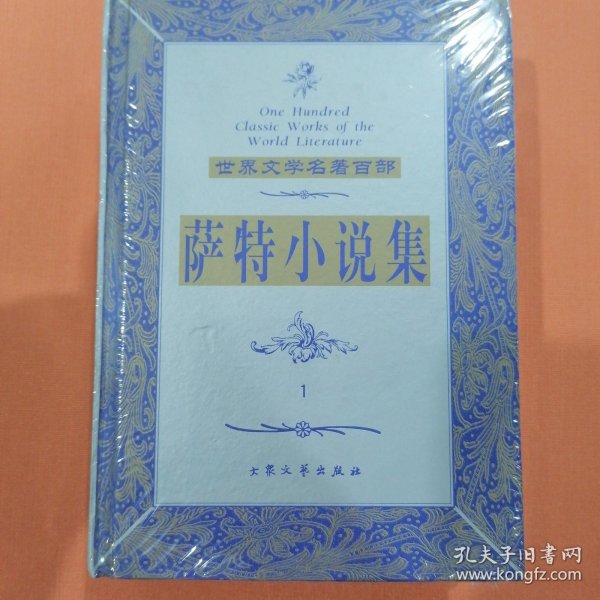 One Hundred
Classic Works of the
World Literature
世界文学名著百部
萨特小说集
1
大众文艺出版社
孔夫子旧书网
www.kongfz.com